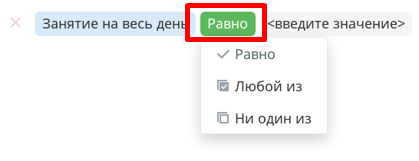 Занятие на весь день Равно <введите значение>
Равно
Любой из
Ни один из